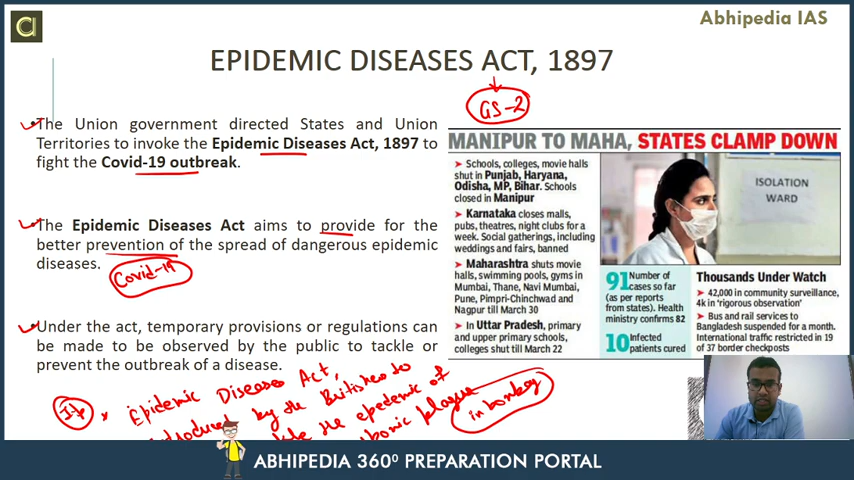 Abhipedia IAS
EPIDEMIC DISEASES ACT, 1897
GS-2
The Union government directed States and Union
Territories to invoke the Epidemic Diseases Act, 1897 to
fight the Covid-19 outbreak.
The Epidemic Diseases Act aims to provide for the
better prevention of the spread of dangerous epidemic
diseases.
Covid-19
Under the act, temporary provisions or regulations can
be made to be observed by the public to tackle or
prevent the outbreak of a disease.
Epidemic Diseases Act,
by the Britishers to
the epedemic of
plague
in bombay
MANIPUR TO MAHA, STATES CLAMP DOWN
Schools, colleges, movie halls
shut in Punjab, Haryana,
Odisha, MP, Bihar. Schools
closed in Manipur
Karnataka closes malls,
pubs, theatres, night clubs for a
week. Social gatherings, including
weddings and fairs, banned
Maharashtra shuts movie
halls, swimming pools, gyms in
Mumbai, Thane, Navi Mumbai,
Pune, Pimpri-Chinchwad and
Nagpur till March 30
In Uttar Pradesh, primary
and upper primary schools,
colleges shut till March 22
ISOLATION
WARD
91 Number of
cases so far
(as per reports
from states). Health
ministry confirms 82
10 Infected
patients cured
Thousands Under Watch
42,000 in community surveillance,
4k in 'rigorous observation'
Bus and rail services to
Bangladesh suspended for a month.
International traffic restricted in 19
of 37 border checkposts
ABHIPEDIA 360⁰ PREPARATION PORTAL